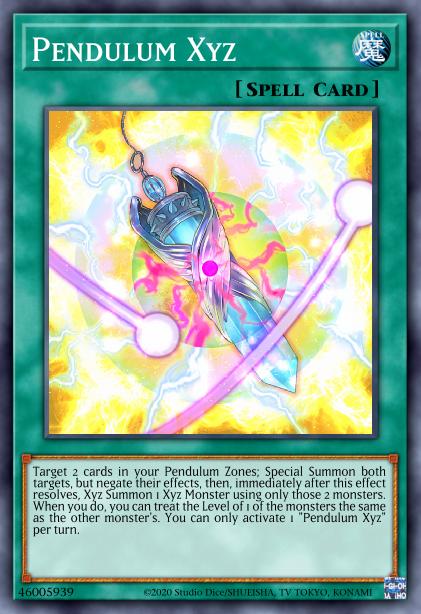 PENDULUM XYZ
SPELL
魔
[SPELL CARD]
Target 2 cards in your Pendulum Zones; Special Summon both
targets, but negate their effects, then, immediately after this effect
resolves, Xyz Summon 1 Xyz Monster using only those 2 monsters.
When you do, you can treat the Level of 1 of the monsters the same
as the other monster's. You can only activate 1 "Pendulum Xyz"
per turn.
46005939
©2020 Studio Dice/SHUEISHA, TV TOKYO, KONAMI